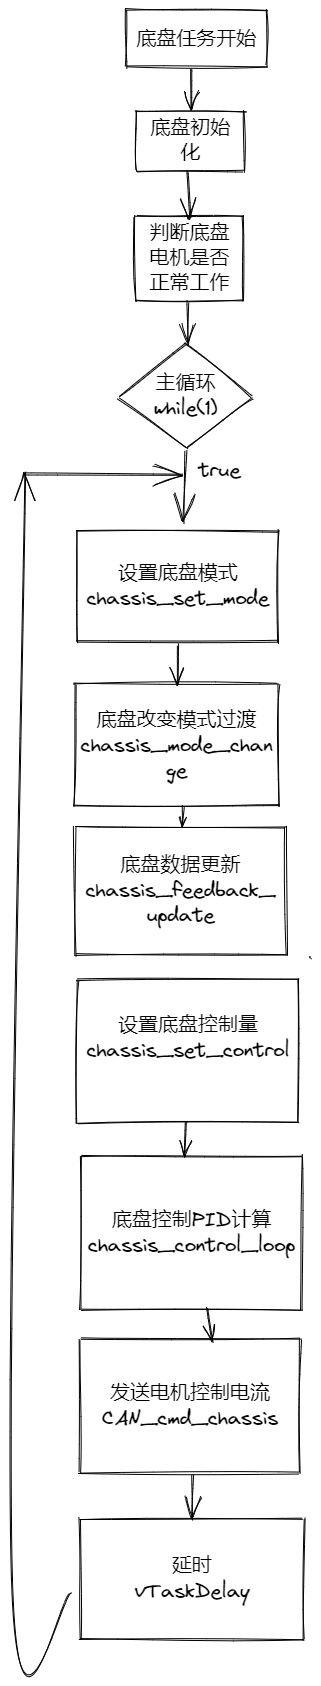 底盘任务开始
底盘初始
化
判断底盘
电机是否
正常工作
主循环
while(1)
true
设置底盘模式
chassis_set_mode
底盘改变模式过渡
chassis_mode_chan
ge
底盘数据更新
chassis_feedback_
update
设置底盘控制量
chassis_set_control
底盘控制PID计算
chassis_control_loop
发送电机控制电流
CAN_cmd_chassis
延时
vTaskDelay